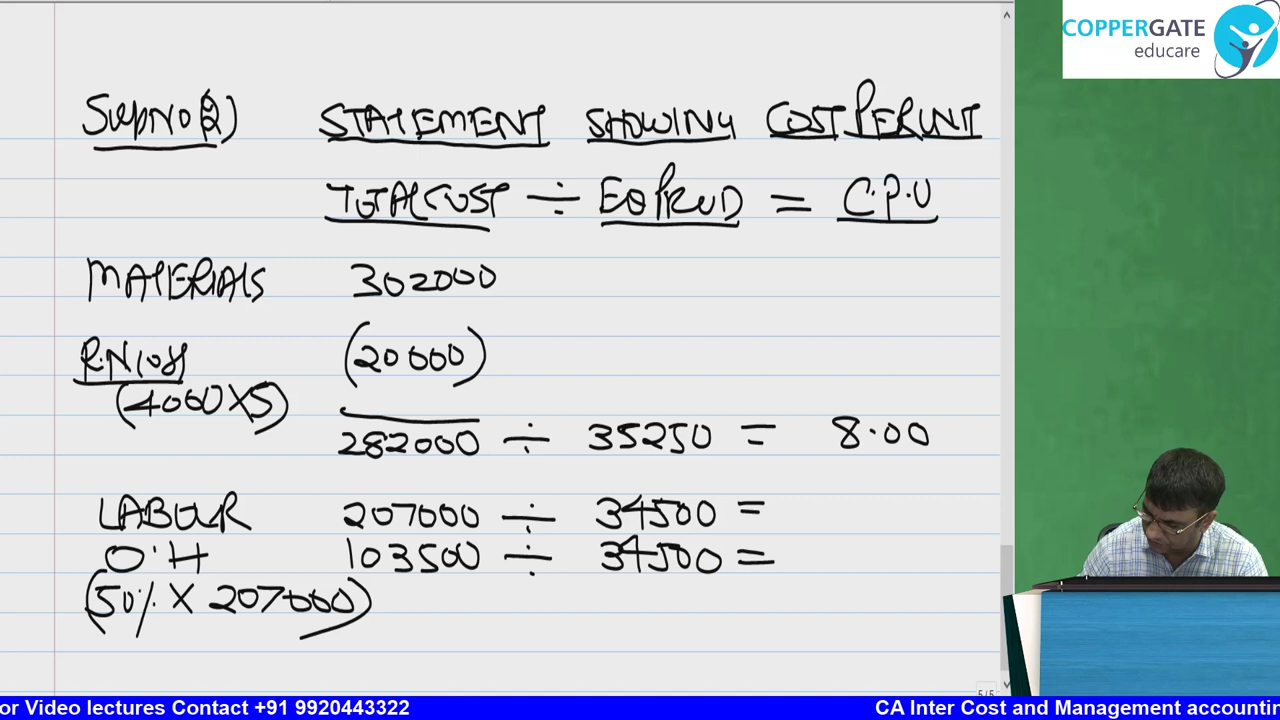 COPPERGATE
educare
STATEMENT SHOWING COST PER UNIT
TOTAL COST ÷ EQ PROD = C.P.U
MATERIALS 302000
(20000)
(4000X5)
282000 ÷ 35250 = 8.00
LABOUR 207000 ÷ 34500 =
O.H 103500 ÷ 34500 =
(50% X 207000)
5/5
or Video lectures Contact +91 9920443322 CA Inter Cost and Management accountin